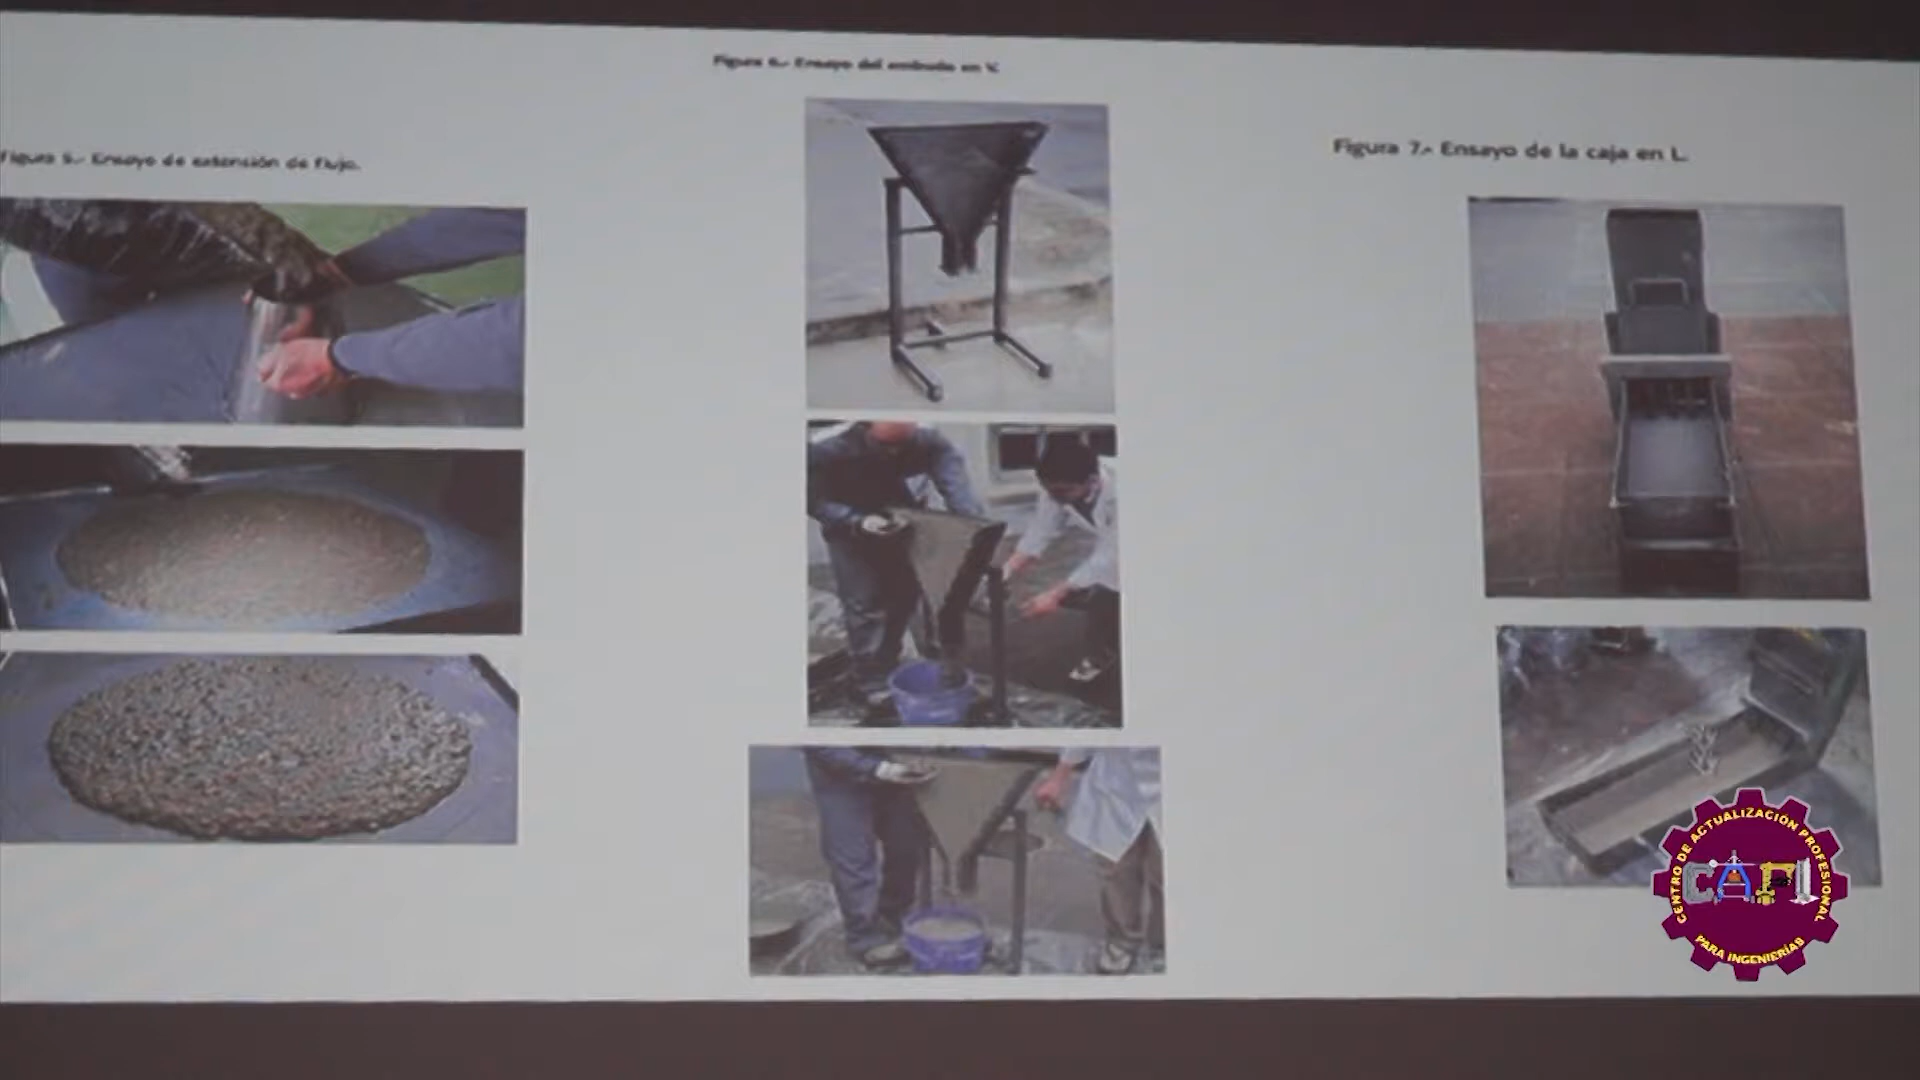 Figura 6.- Ensayo del embudo en V.
Figura 5.- Ensayo de extensión de flujo.
Figura 7.- Ensayo de la caja en L.
CENTRO DE ACTUALIZACIÓN PROFESIONAL
CAPI
PARA INGENIERÍAS